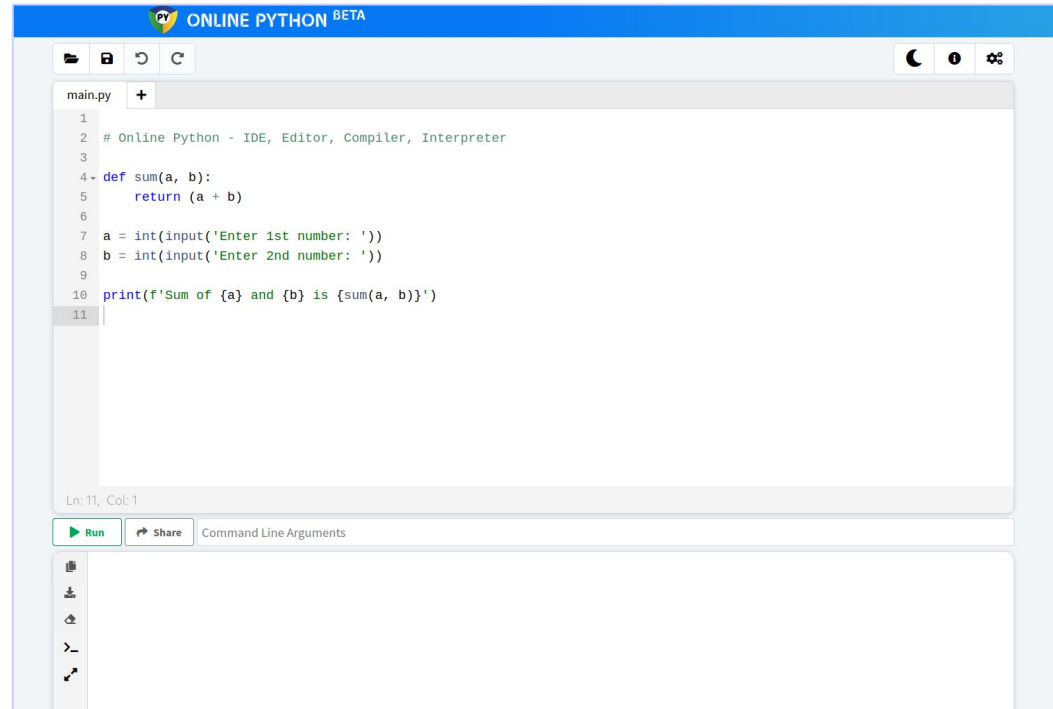 PY ONLINE PYTHON BETA
main.py +
1
2 # Online Python - IDE, Editor, Compiler, Interpreter
3
4 def sum(a, b):
5     return (a + b)
6
7 a = int(input('Enter 1st number: '))
8 b = int(input('Enter 2nd number: '))
9
10 print(f'Sum of {a} and {b} is {sum(a, b)}')
11
Ln: 11, Col: 1
Run Share Command Line Arguments